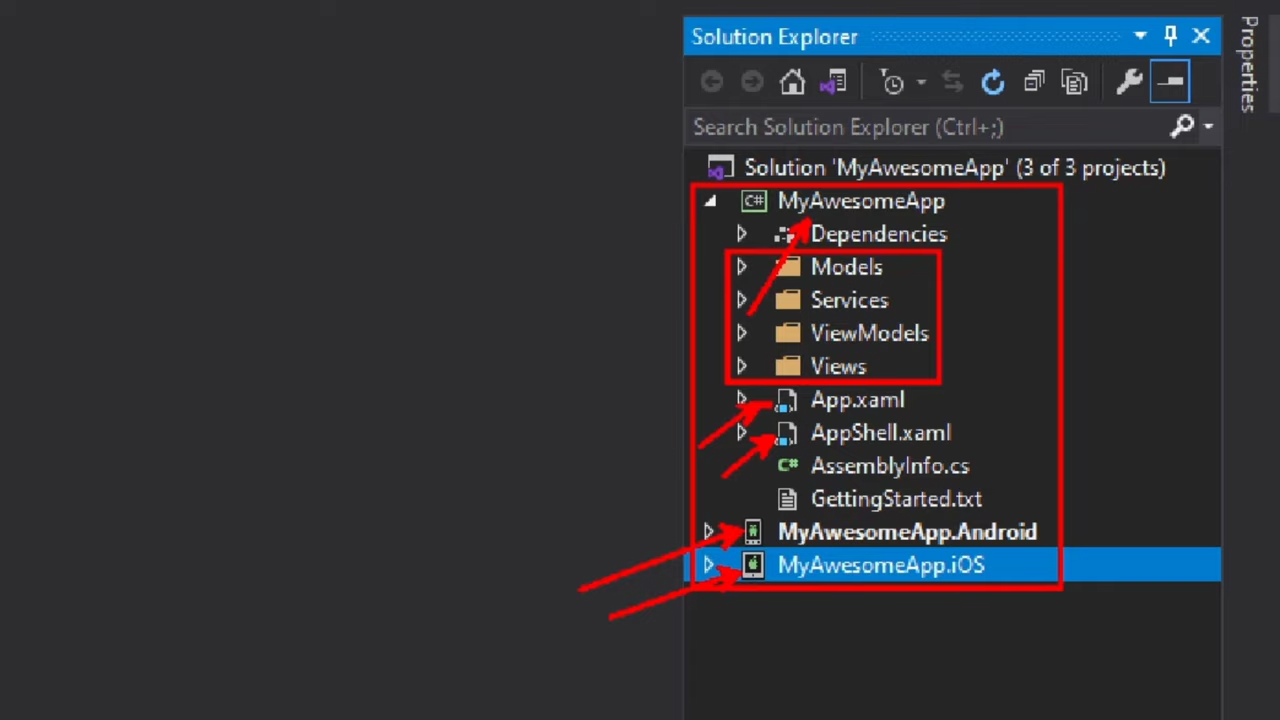 Solution Explorer
Properties
Search Solution Explorer (Ctrl+;)
Solution 'MyAwesomeApp' (3 of 3 projects)
C# MyAwesomeApp
Dependencies
Models
Services
ViewModels
Views
App.xaml
AppShell.xaml
C# AssemblyInfo.cs
GettingStarted.txt
MyAwesomeApp.Android
MyAwesomeApp.iOS